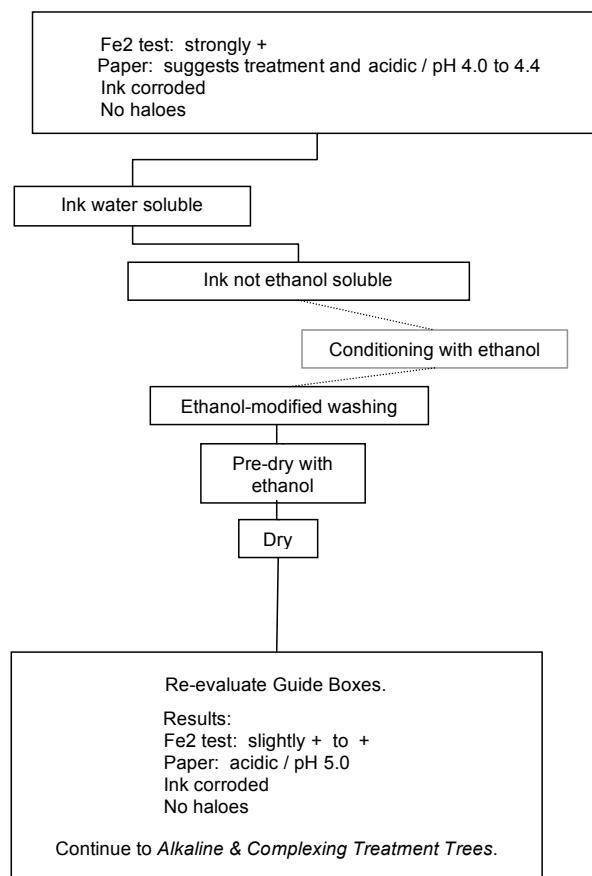 Fe2 test: strongly +
Paper: suggests treatment and acidic / pH 4.0 to 4.4
Ink corroded
No haloes
Ink water soluble
Ink not ethanol soluble
Conditioning with ethanol
Ethanol-modified washing
Pre-dry with
ethanol
Dry
Re-evaluate Guide Boxes.
Results:
Fe2 test: slightly + to +
Paper: acidic / pH 5.0
Ink corroded
No haloes
Continue to Alkaline & Complexing Treatment Trees.